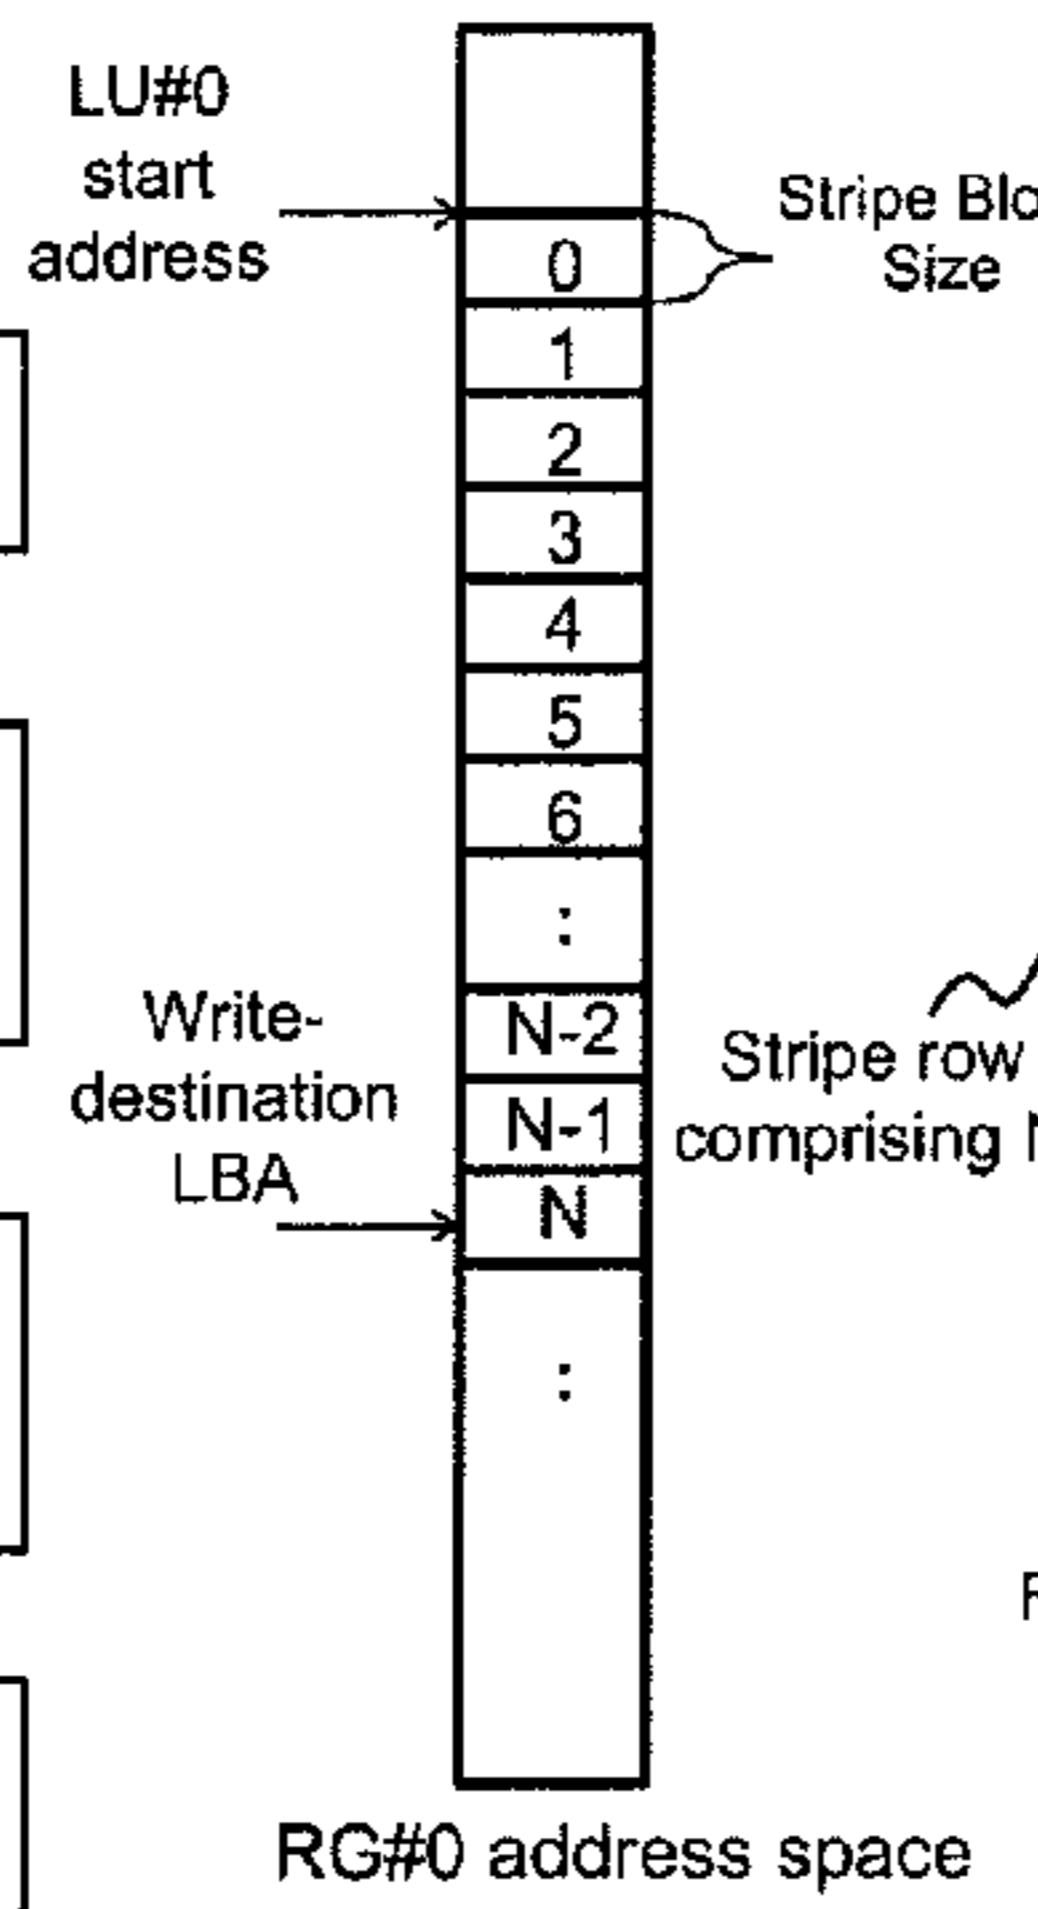 LU#0
start
address
Stripe Blo
Size
0
1
2
3
4
5
6
:
N-2
N-1
N
:
Write-
destination
LBA
Stripe row
comprising
RG#0 address space